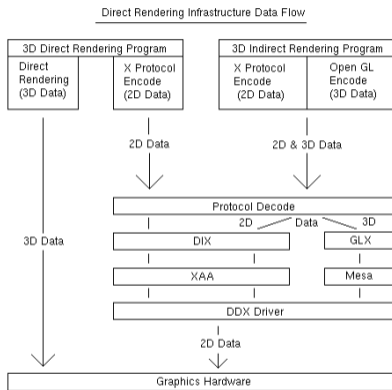 Direct Rendering Infrastructure Data Flow
3D Direct Rendering Program
3D Indirect Rendering Program
Direct
Rendering
(3D Data)
X Protocol
Encode
(2D Data)
X Protocol
Encode
(2D Data)
Open GL
Encode
(3D Data)
2D Data
2D & 3D Data
Protocol Decode
2D Data 3D
3D Data
DIX
GLX
XAA
Mesa
DDX Driver
2D Data
Graphics Hardware